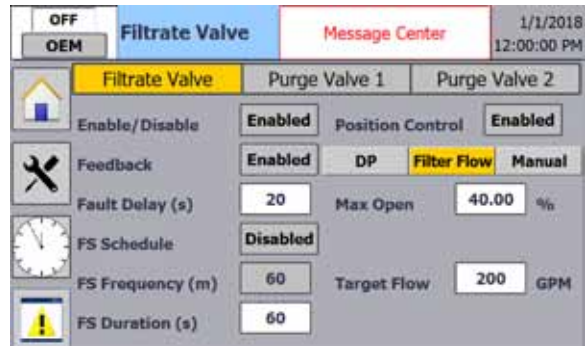 OFF
OEM
Filtrate Valve
Message Center
1/1/2018
12:00:00 PM
Filtrate Valve Purge Valve 1 Purge Valve 2
Enable/Disable Enabled Position Control Enabled
Feedback Enabled DP Filter Flow Manual
Fault Delay (s) 20 Max Open 40.00 %
FS Schedule Disabled
FS Frequency (m) 60 Target Flow 200 GPM
FS Duration (s) 60